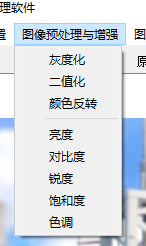 理软件
置 图像预处理与增强 图
原
灰度化
二值化
颜色反转
亮度
对比度
锐度
饱和度
色调